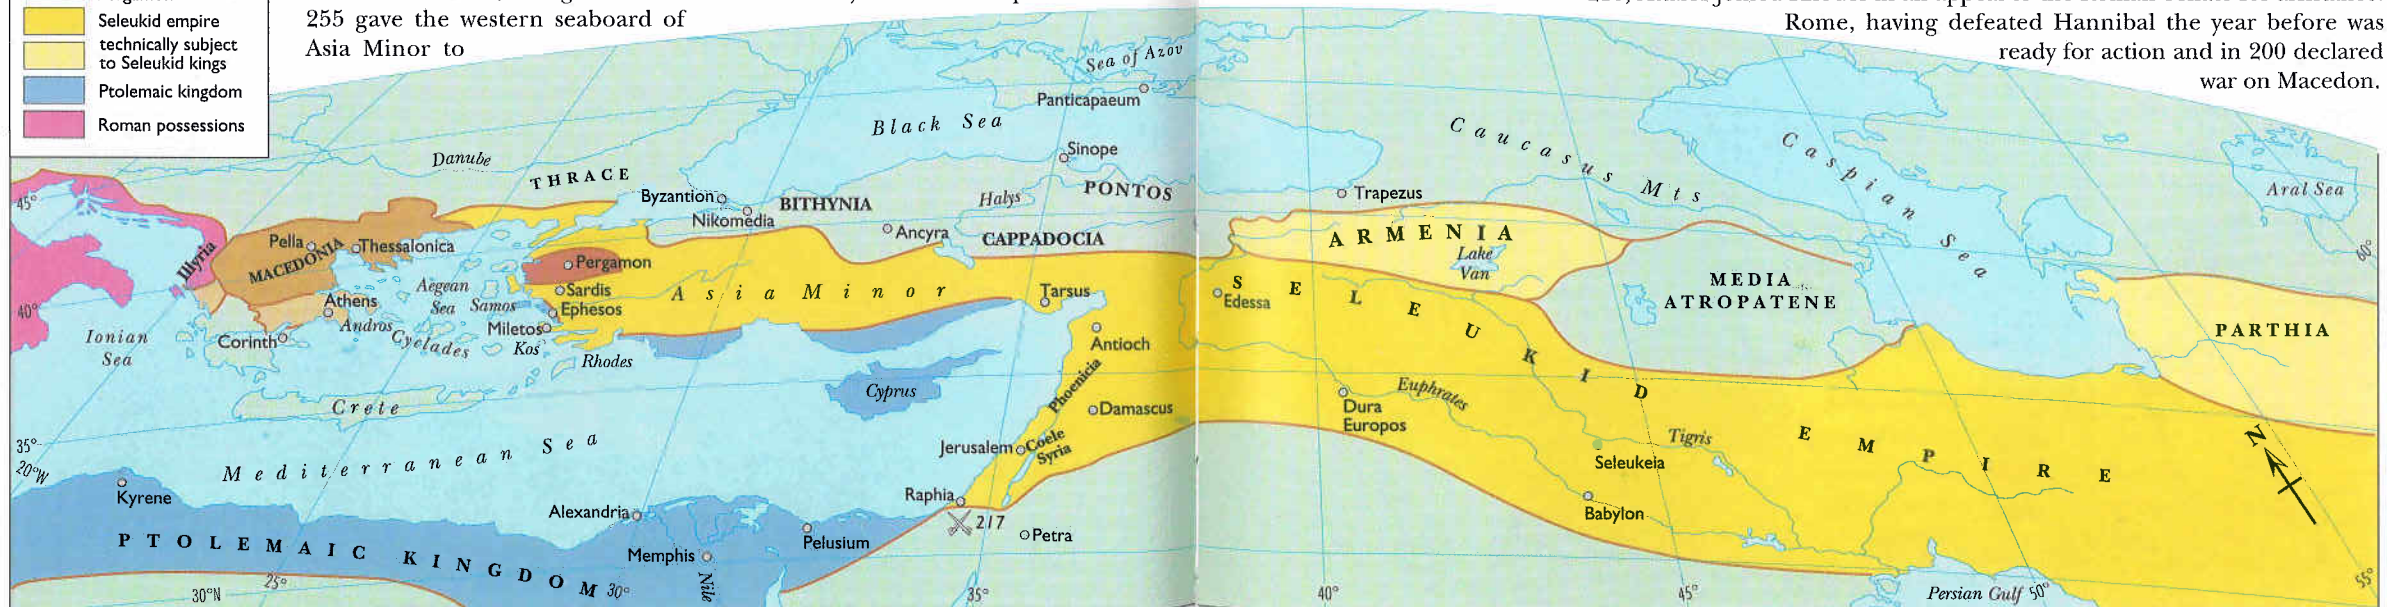 255 gave the western seaboard of
Asia Minor to
Rome, having defeated Hannibal the year before was
ready for action and in 200 declared
war on Macedon.
Seleukid empire
technically subject
to Seleukid kings
Ptolemaic kingdom
Roman possessions
Sea of Azov
Panticapaeum
Black Sea
Caucasus Mts
Caspian Sea
Aral Sea
Danube
Sinope
THRACE
Byzantion
Nikomedia
BITHYNIA
Halys
PONTOS
Trapezus
45°
Illyria
Pella
MACEDONIA
Thessalonica
Ancyra
CAPPADOCIA
ARMENIA
Lake
Van
MEDIA
ATROPATENE
60°
Pergamon
Aegean
Sea
Samos
Sardis
Ephesos
Asia Minor
Tarsus
Edessa
SELEUKID EMPIRE
PARTHIA
40°
Athens
Andros
Ionian
Sea
Corinth
Cyclades
Miletos
Kos
Rhodes
Antioch
Phoenicia
Cyprus
Crete
Damascus
Dura
Europos
Euphrates
Tigris
35°
20°W
Mediterranean Sea
Jerusalem
Coele
Syria
Seleukeia
N
Kyrene
Alexandria
Raphia
217
Petra
Babylon
PTOLEMAIC KINGDOM
Memphis
Pelusium
Nile
30°N
25°
30°
35°
40°
45°
Persian Gulf
50°
55°